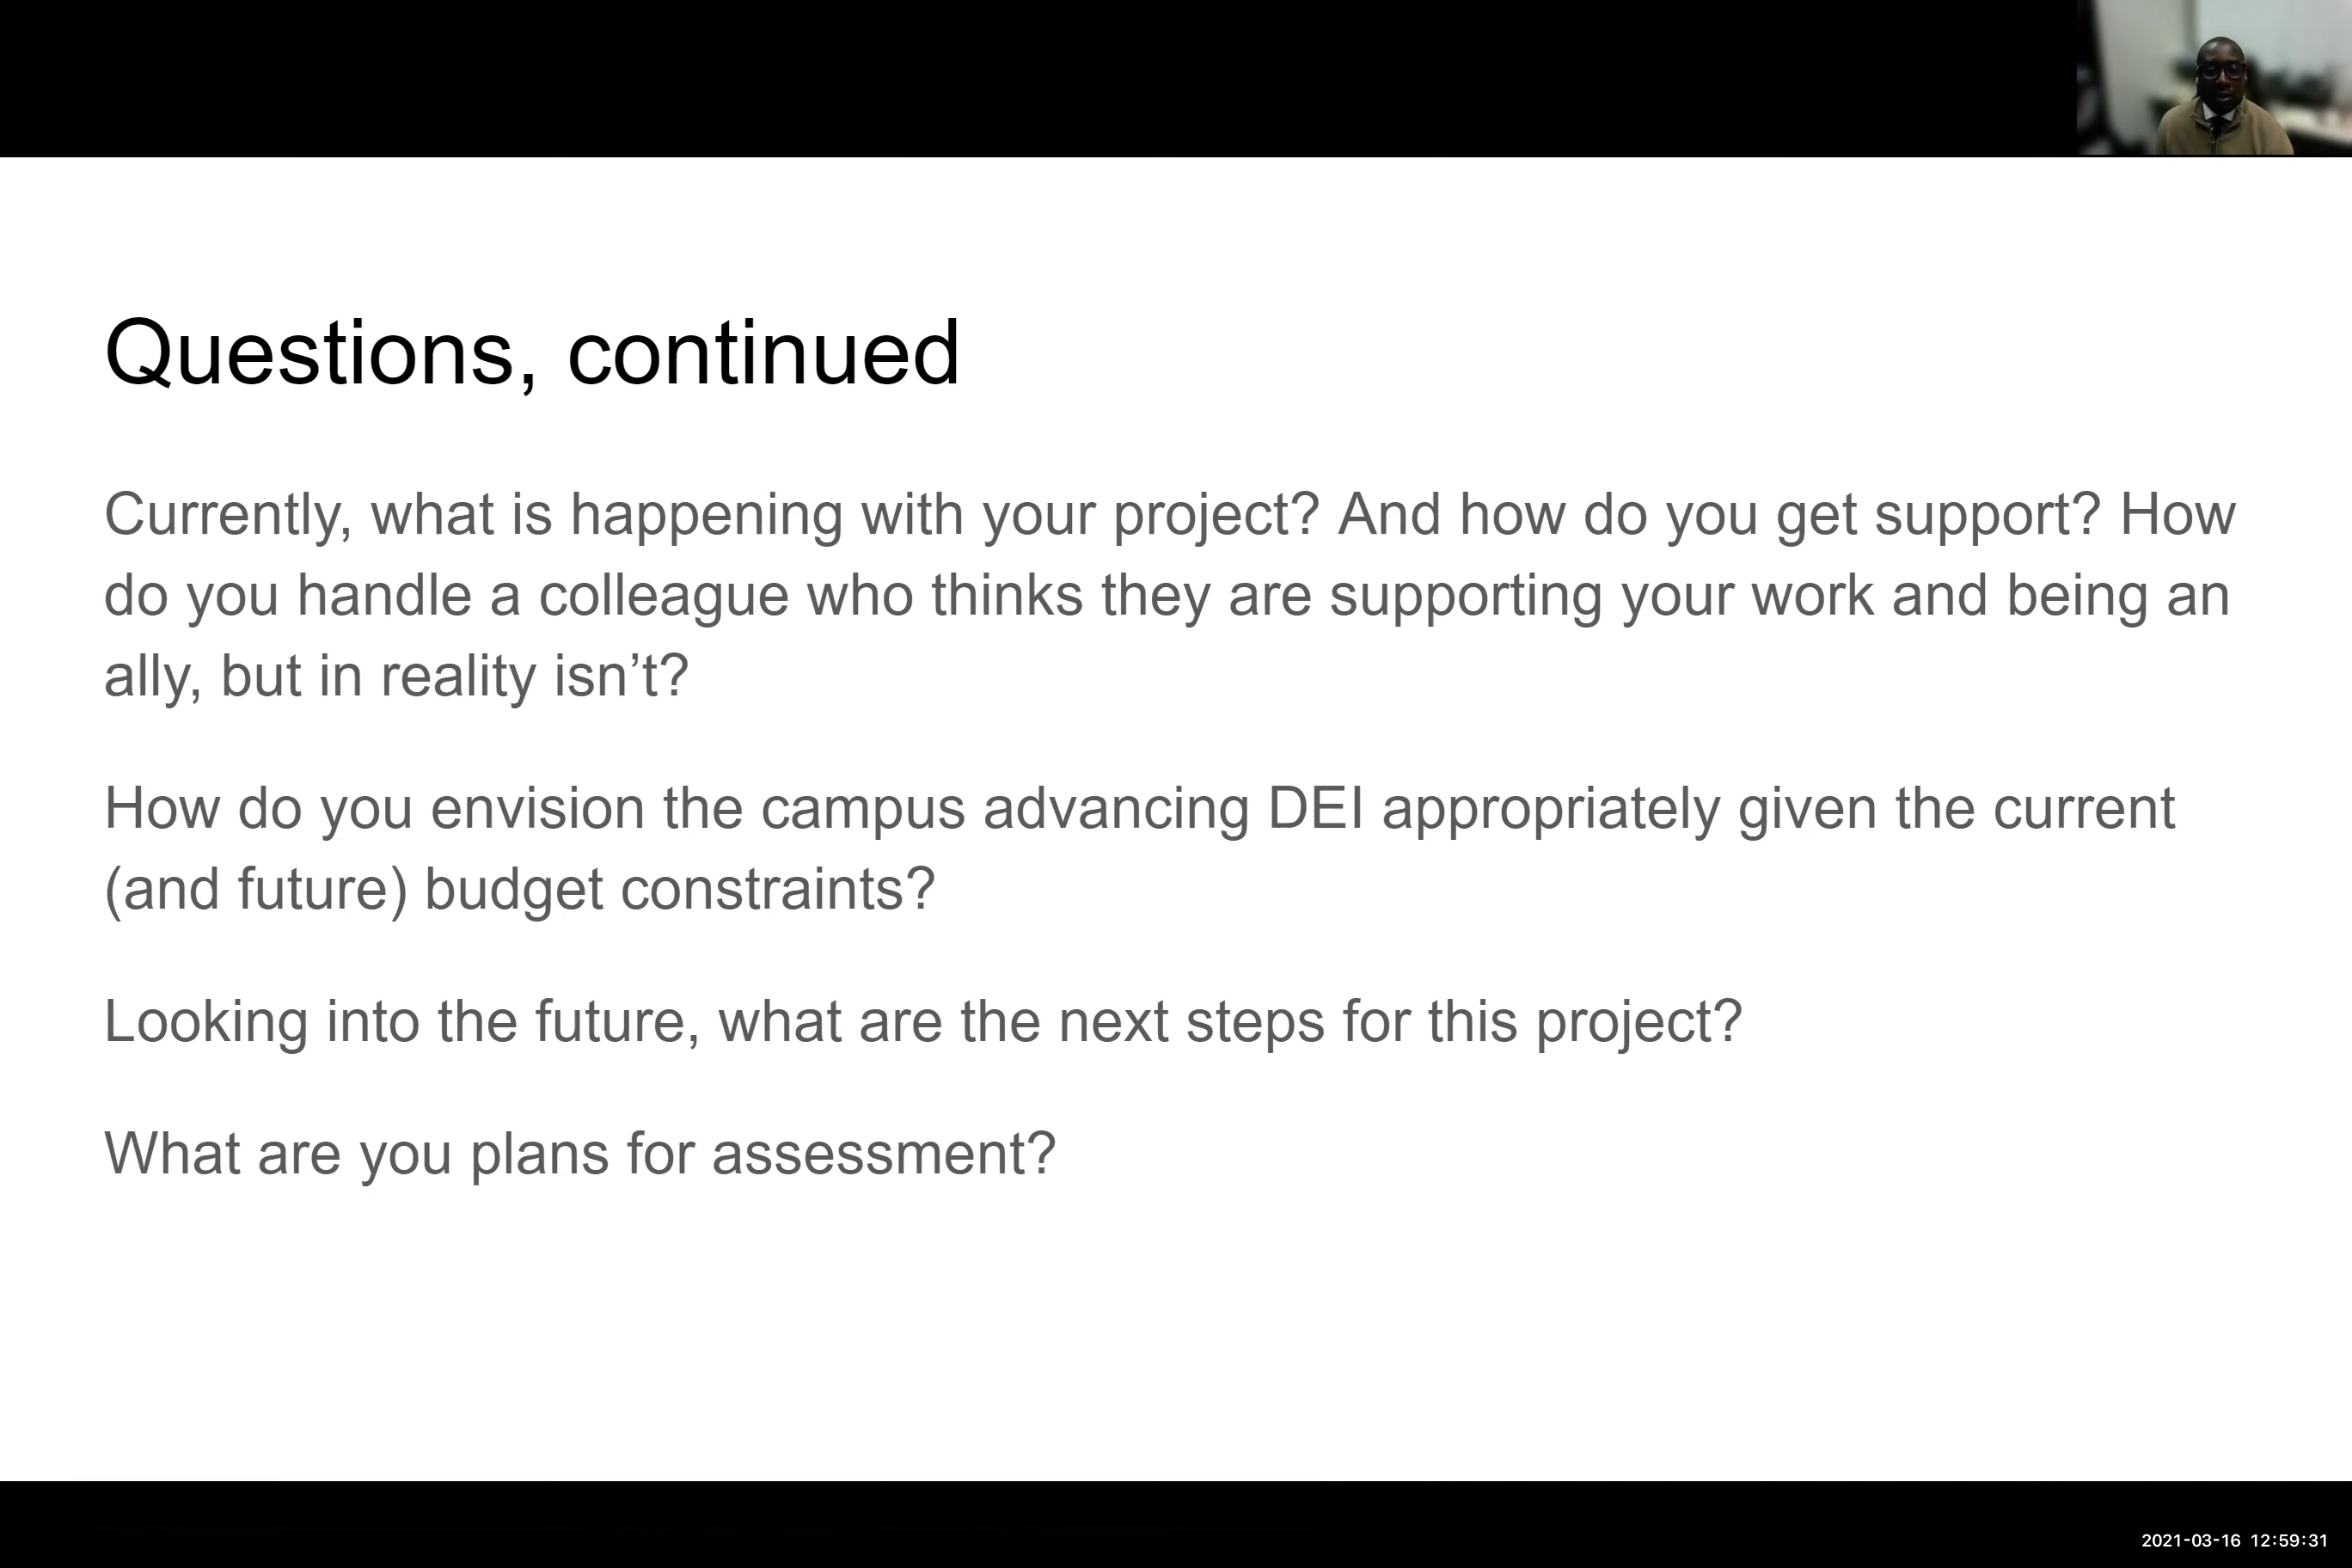 Questions, continued
Currently, what is happening with your project? And how do you get support? How
do you handle a colleague who thinks they are supporting your work and being an
ally, but in reality isn’t?
How do you envision the campus advancing DEI appropriately given the current
(and future) budget constraints?
Looking into the future, what are the next steps for this project?
What are you plans for assessment?
2021-03-16 12:59:31